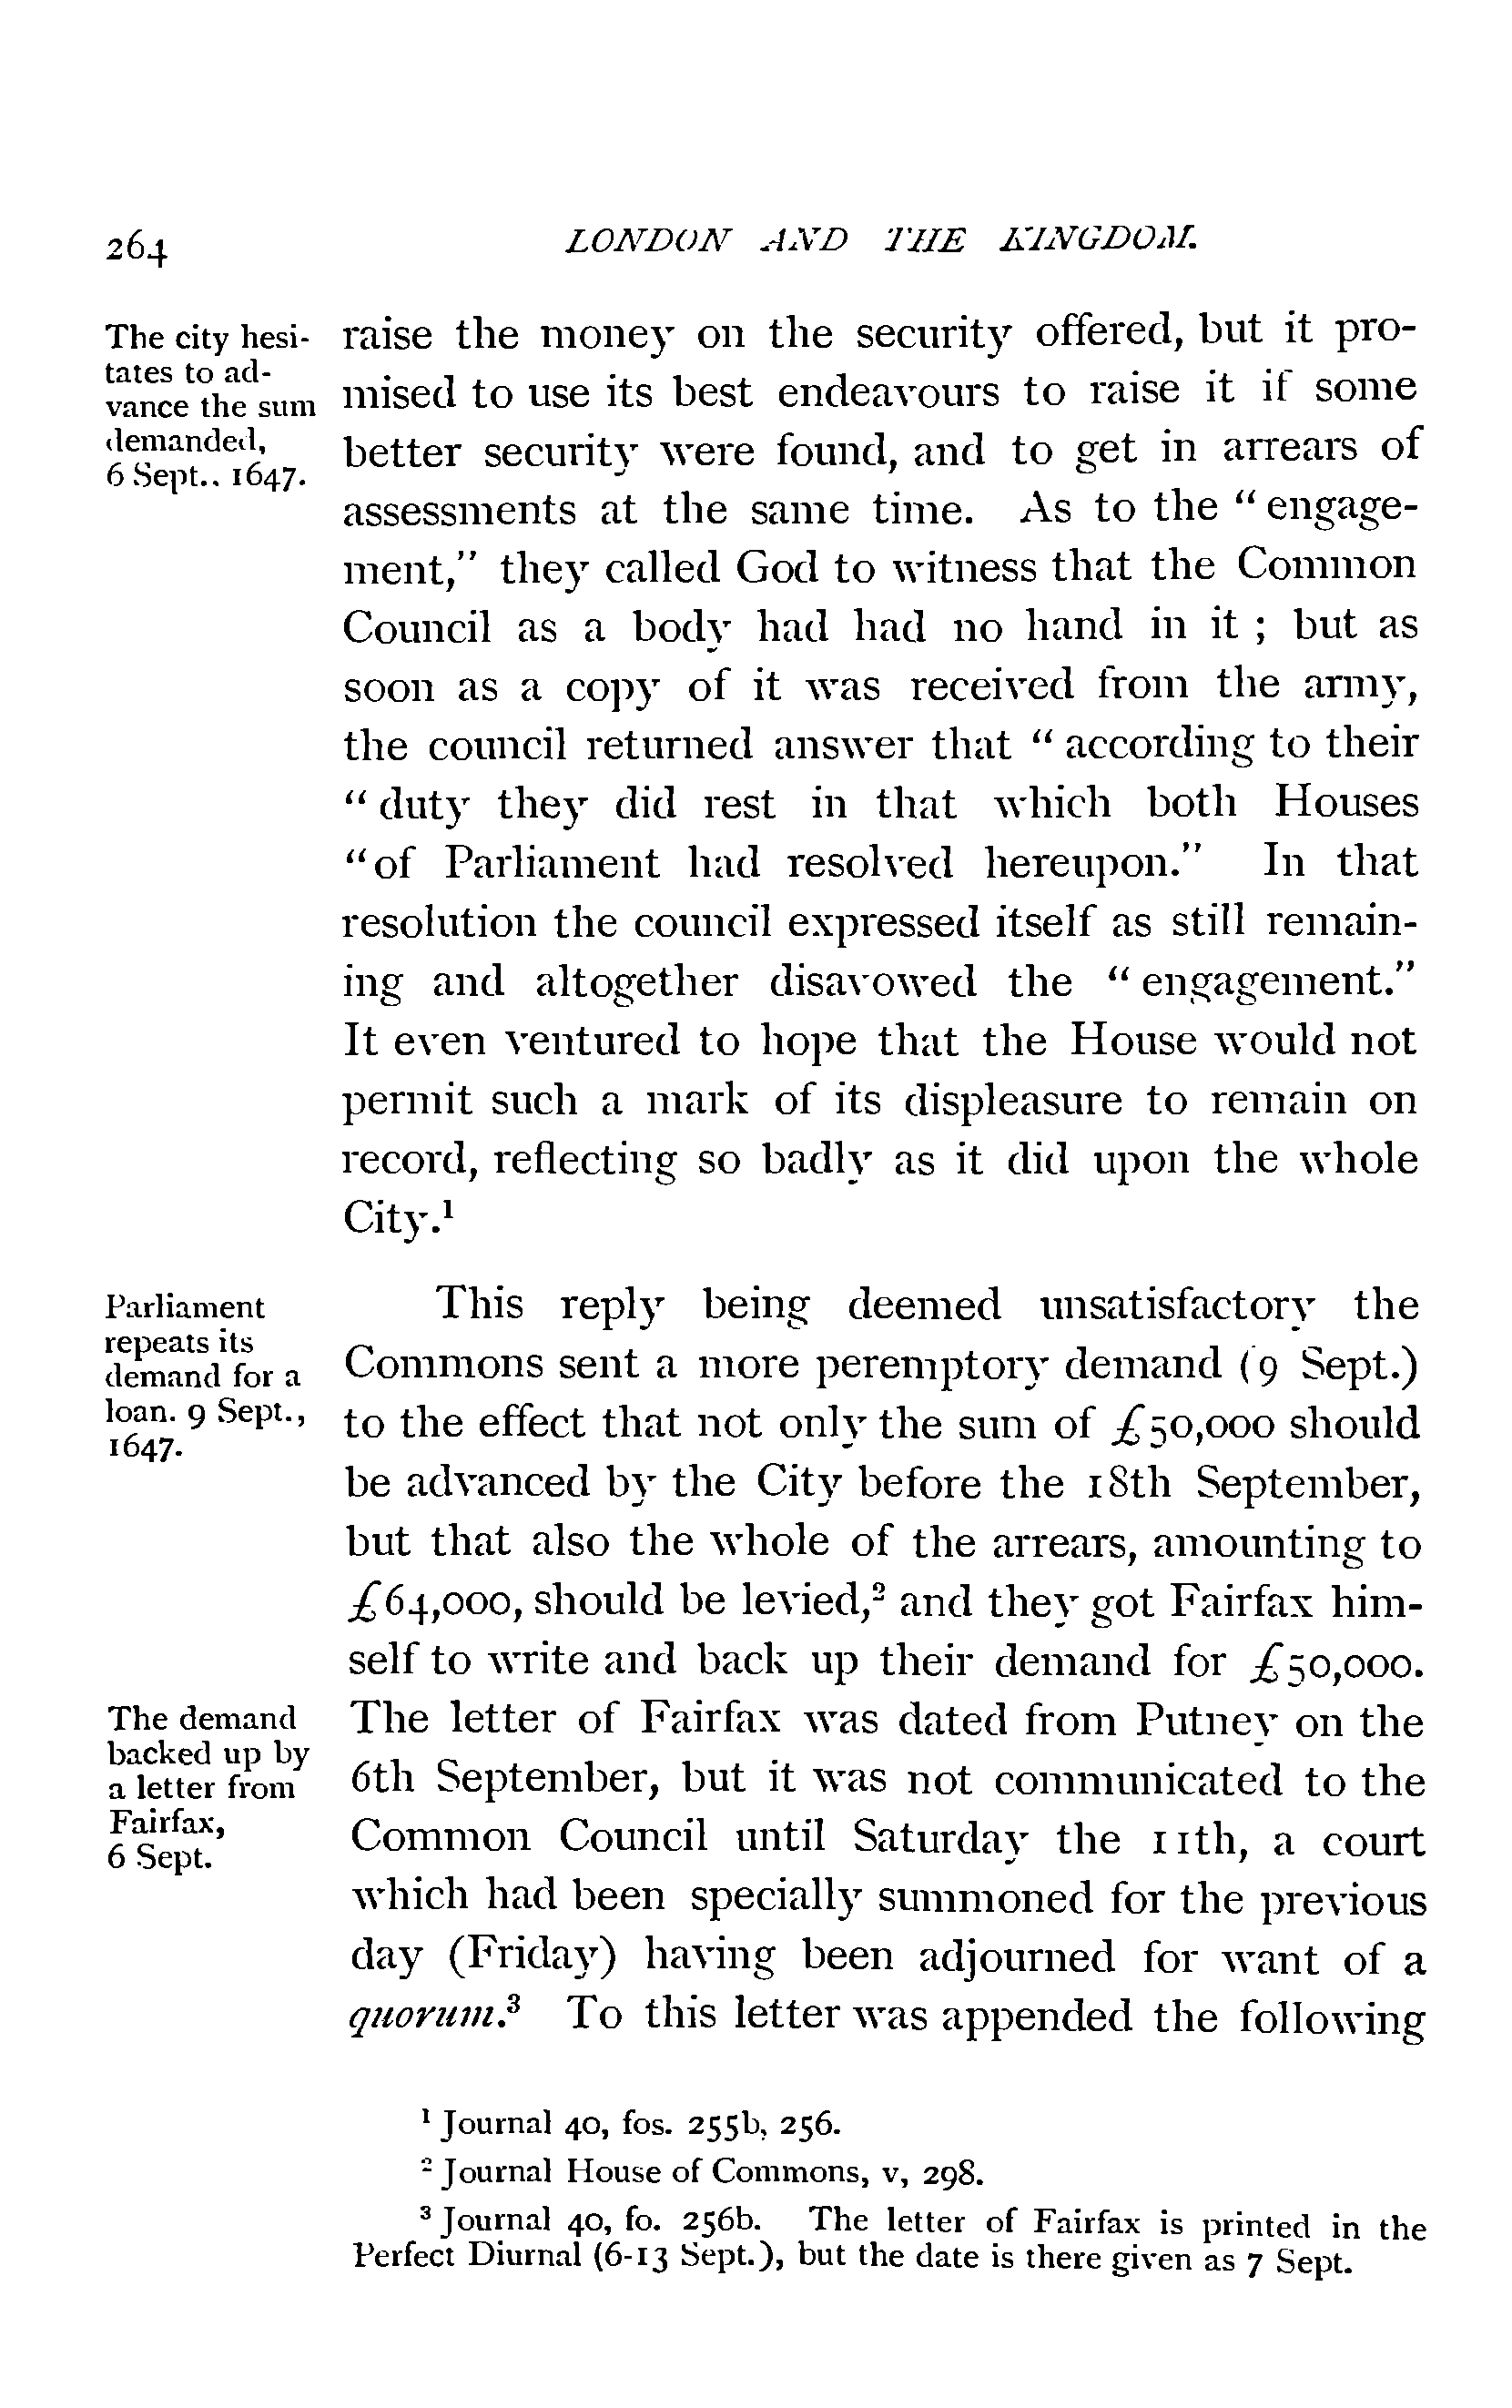 264 LONDON AND THE KINGDOM.
The city hesi-
tates to ad-
vance the sum
demanded,
6 Sept., 1647.
raise the money on the security offered, but it pro-
mised to use its best endeavours to raise it if some
better security were found, and to get in arrears of
assessments at the same time. As to the “engage-
ment,” they called God to witness that the Common
Council as a body had had no hand in it ; but as
soon as a copy of it was received from the army,
the council returned answer that “according to their
“duty they did rest in that which both Houses
“of Parliament had resolved hereupon.” In that
resolution the council expressed itself as still remain-
ing and altogether disavowed the “engagement.”
It even ventured to hope that the House would not
permit such a mark of its displeasure to remain on
record, reflecting so badly as it did upon the whole
City.¹
Parliament
repeats its
demand for a
loan. 9 Sept.,
1647.
This reply being deemed unsatisfactory the
Commons sent a more peremptory demand (9 Sept.)
to the effect that not only the sum of £50,000 should
be advanced by the City before the 18th September,
but that also the whole of the arrears, amounting to
£64,000, should be levied,² and they got Fairfax him-
self to write and back up their demand for £50,000.
The demand
backed up by
a letter from
Fairfax,
6 Sept.
The letter of Fairfax was dated from Putney on the
6th September, but it was not communicated to the
Common Council until Saturday the 11th, a court
which had been specially summoned for the previous
day (Friday) having been adjourned for want of a
quorum.³ To this letter was appended the following
¹ Journal 40, fos. 255b, 256.
² Journal House of Commons, v, 298.
³ Journal 40, fo. 256b. The letter of Fairfax is printed in the
Perfect Diurnal (6-13 Sept.), but the date is there given as 7 Sept.